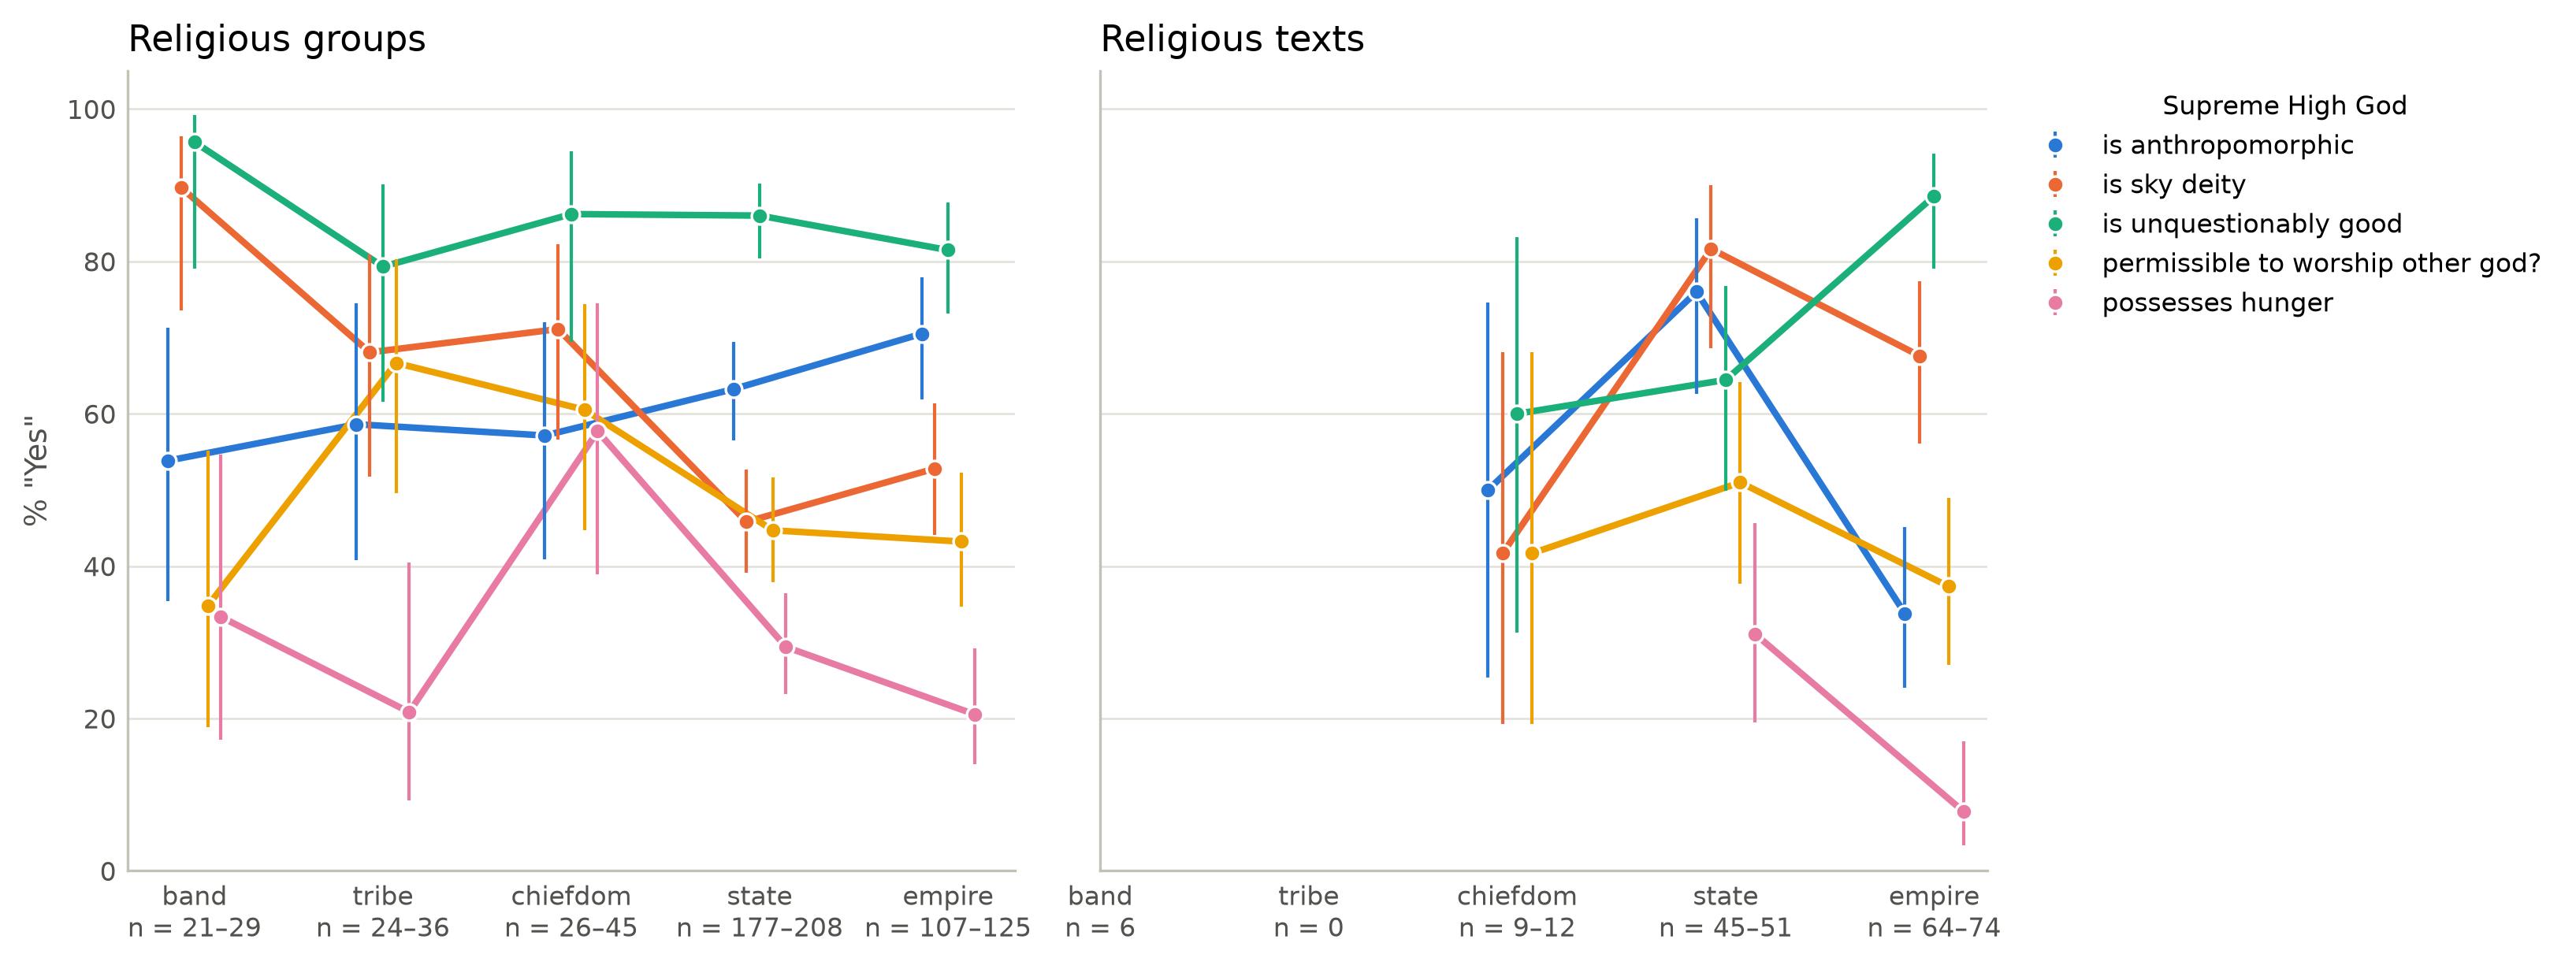 Religious groups
Religious texts
% "Yes"
100
80
60
40
20
0
band
n = 21–29
tribe
n = 24–36
chiefdom
n = 26–45
state
n = 177–208
empire
n = 107–125
band
n = 6
tribe
n = 0
chiefdom
n = 9–12
state
n = 45–51
empire
n = 64–74
Supreme High God
is anthropomorphic
is sky deity
is unquestionably good
permissible to worship other god?
possesses hunger